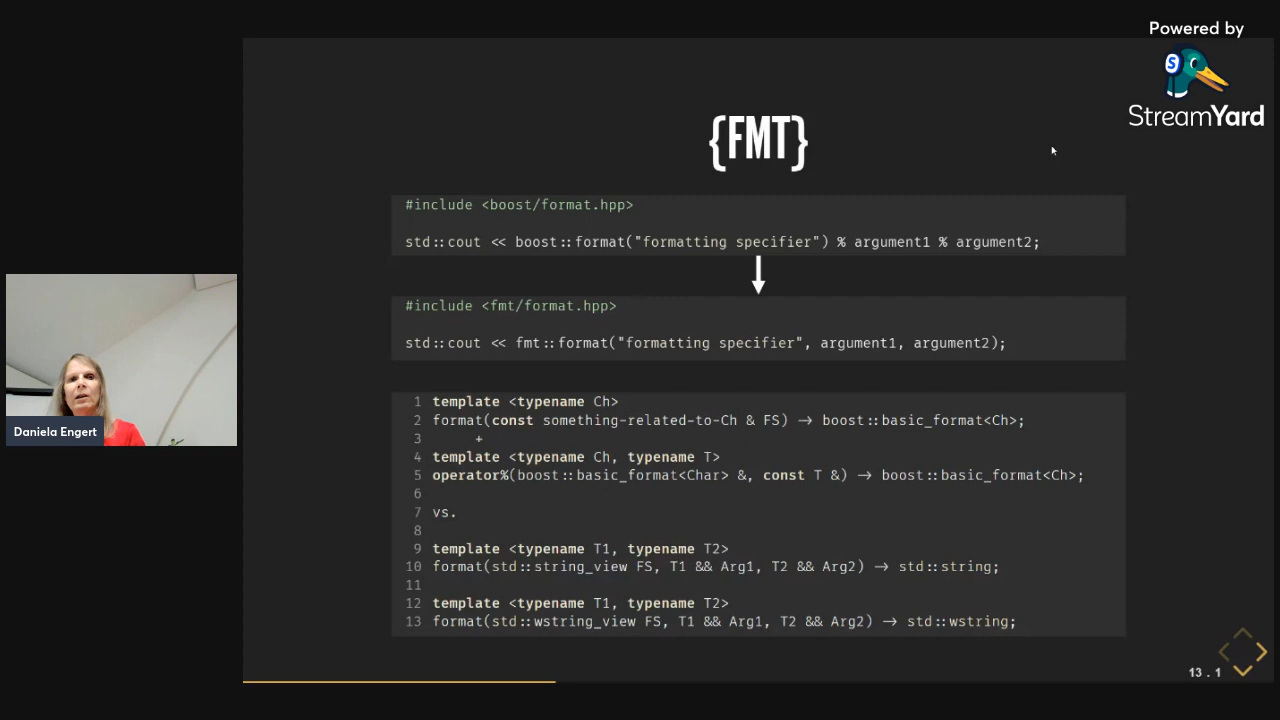 Powered by
S
StreamYard
{FMT}
#include <boost/format.hpp>
std::cout << boost::format("formatting specifier") % argument1 % argument2;
#include <fmt/format.hpp>
std::cout << fmt::format("formatting specifier", argument1, argument2);
1 template <typename Ch>
2 format(const something-related-to-Ch & FS) → boost::basic_format<Ch>;
3 +
4 template <typename Ch, typename T>
5 operator%(boost::basic_format<Char> &, const T &) → boost::basic_format<Ch>;
6
7 vs.
8
9 template <typename T1, typename T2>
10 format(std::string_view FS, T1 && Arg1, T2 && Arg2) → std::string;
11
12 template <typename T1, typename T2>
13 format(std::wstring_view FS, T1 && Arg1, T2 && Arg2) → std::wstring;
Daniela Engert
13 . 1